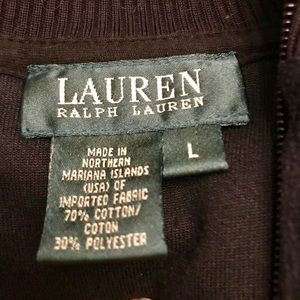 LAUREN
RALPH LAUREN
L
MADE IN
NORTHERN
MARIANA ISLANDS
(USA) OF
IMPORTED FABRIC
70% COTTON/
COTON
30% POLYESTER